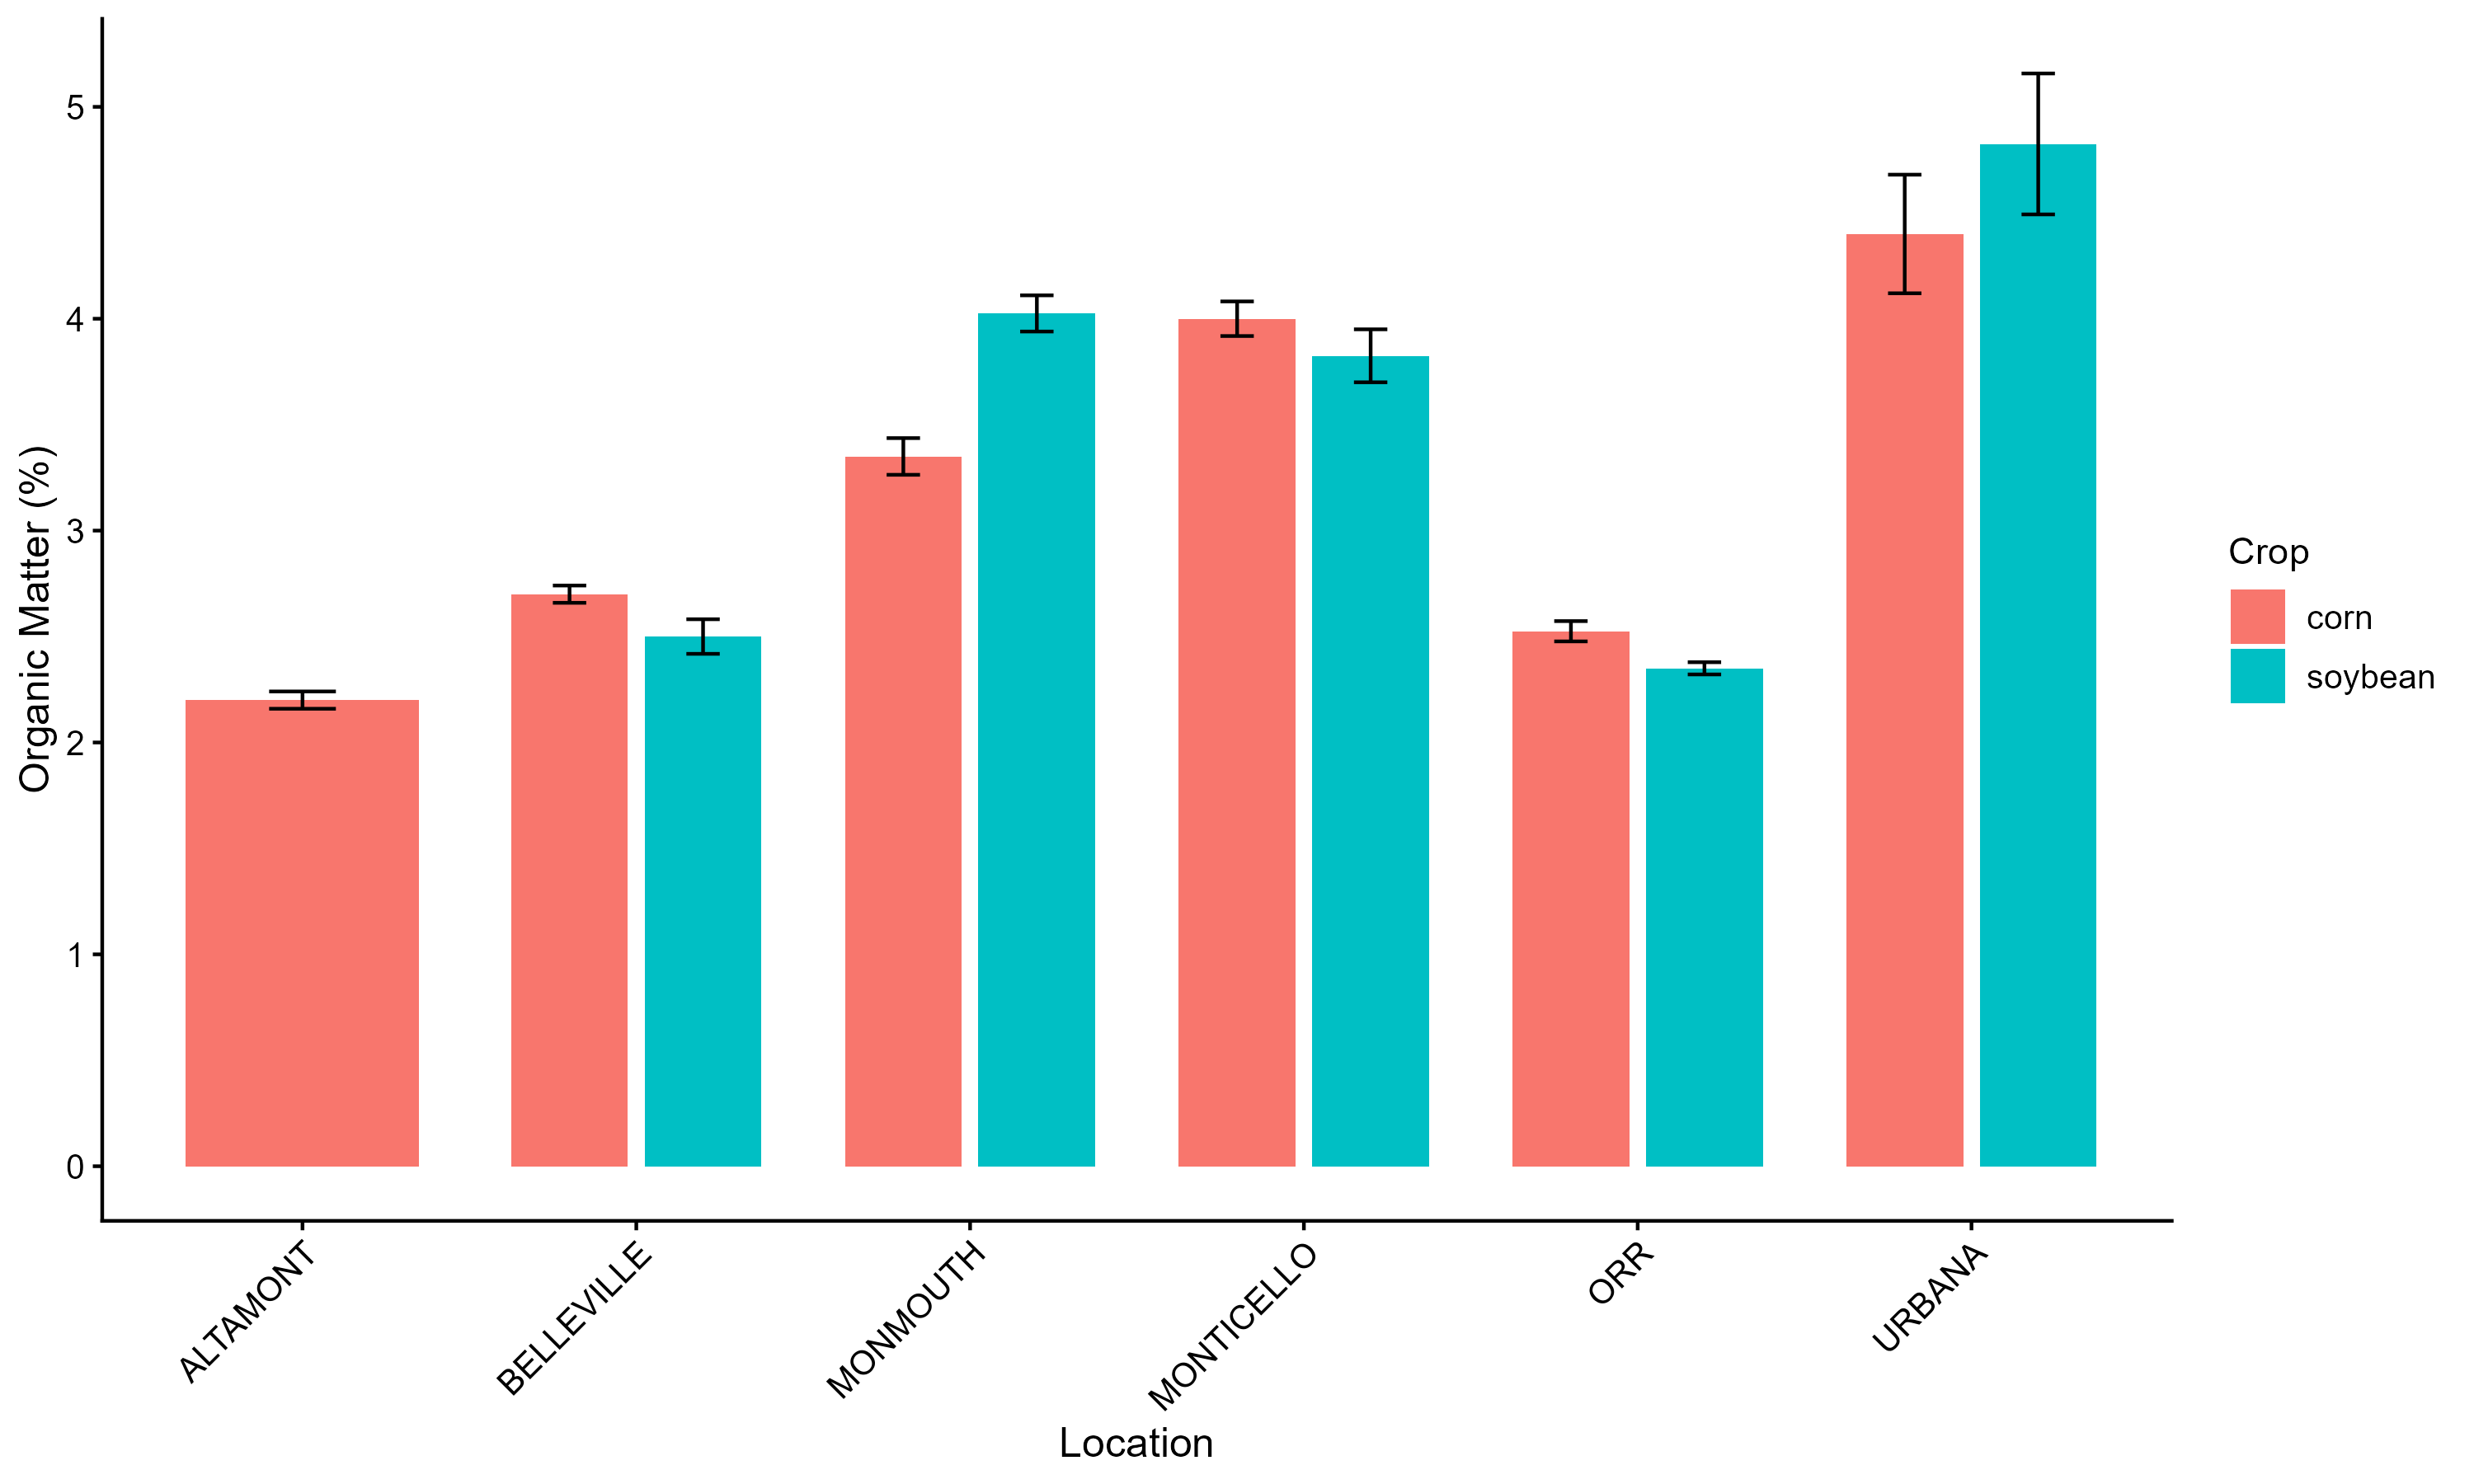 Organic Matter (%)
5
4
3
2
1
0
ALTAMONT
BELLEVILLE
MONMOUTH
MONTICELLO
ORR
URBANA
Location
Crop
corn
soybean